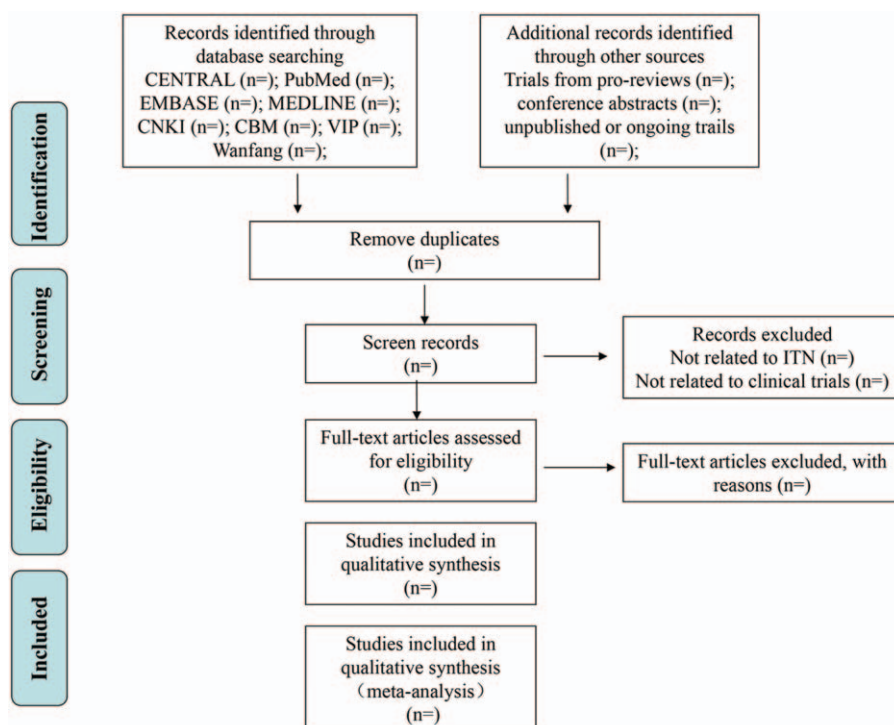 Records identified through
database searching
CENTRAL (n=); PubMed (n=);
EMBASE (n=); MEDLINE (n=);
CNKI (n=); CBM (n=); VIP (n=);
Wanfang (n=);
Additional records identified
through other sources
Trials from pro-reviews (n=);
conference abstracts (n=);
unpublished or ongoing trails
(n=);
Identification
Remove duplicates
(n=)
Screening
Screen records
(n=)
Records excluded
Not related to ITN (n=)
Not related to clinical trials (n=)
Eligibility
Full-text articles assessed
for eligibility
(n=)
Full-text articles excluded, with
reasons (n=)
Studies included in
qualitative synthesis
(n=)
Included
Studies included in
qualitative synthesis
(meta-analysis)
(n=)